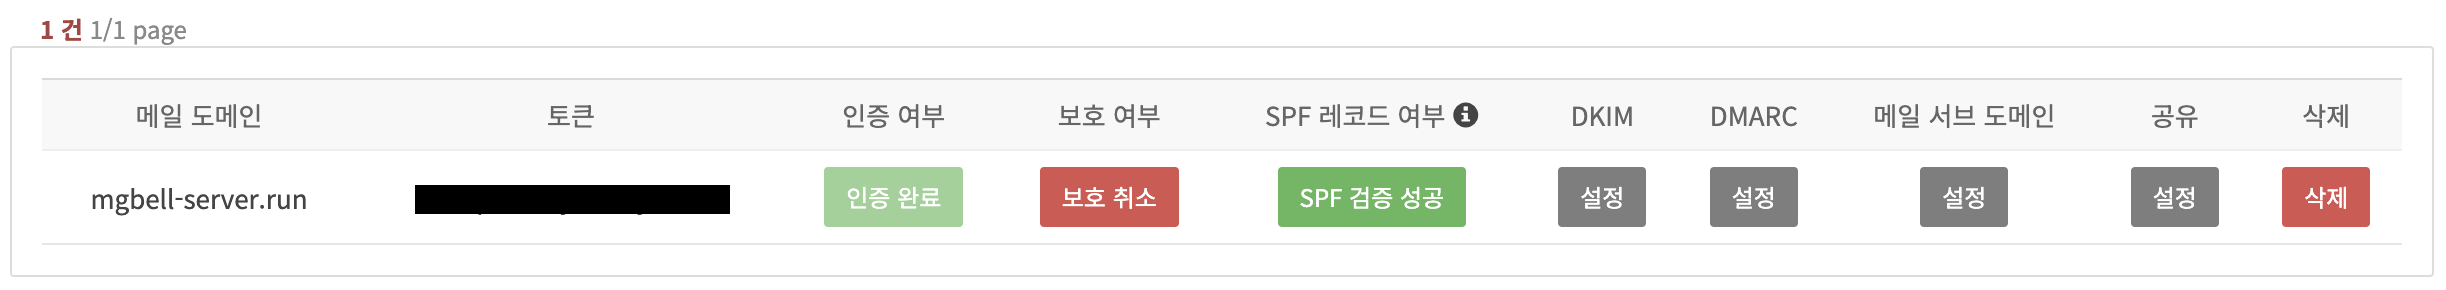 1 건 1/1 page
메일 도메인 토큰 인증 여부 보호 여부 SPF 레코드 여부 DKIM DMARC 메일 서브 도메인 공유 삭제
mgbell-server.run 인증 완료 보호 취소 SPF 검증 성공 설정 설정 설정 설정 삭제